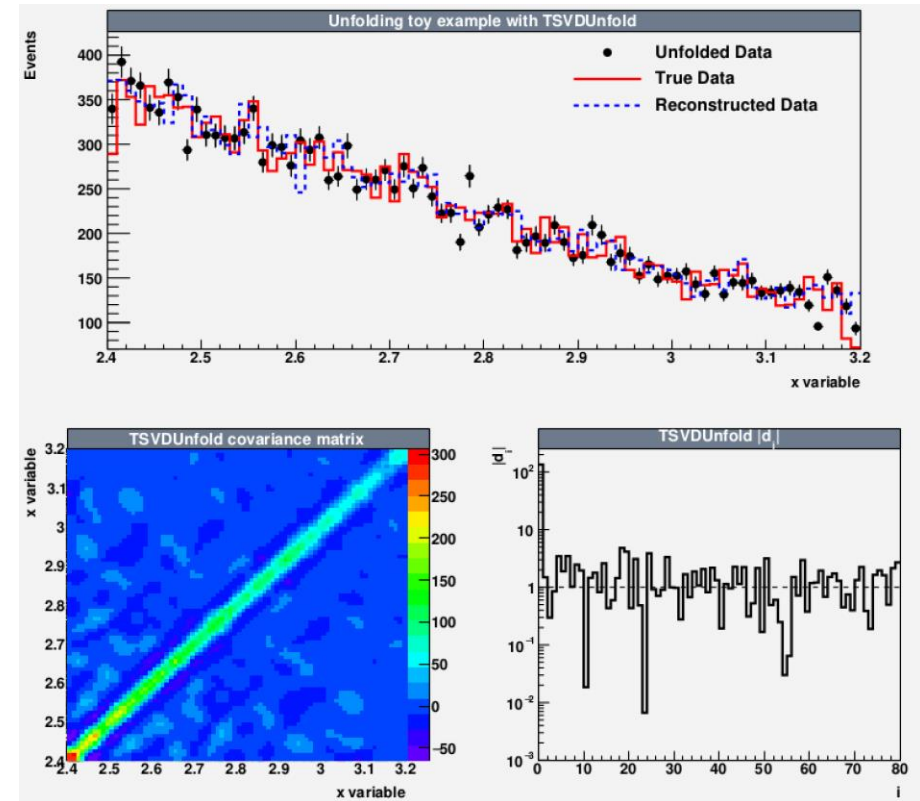 Unfolding toy example with TSVDUnfold
Events
400
350
300
250
200
150
100
Unfolded Data
True Data
Reconstructed Data
2.4 2.5 2.6 2.7 2.8 2.9 3 3.1 3.2
x variable
TSVDUnfold covariance matrix
x variable
3.2
3.1
3
2.9
2.8
2.7
2.6
2.5
2.4
300
250
200
150
100
50
0
-50
2.4 2.5 2.6 2.7 2.8 2.9 3 3.1 3.2
x variable
TSVDUnfold |di|
|di|
10²
10
1
10⁻¹
10⁻²
10⁻³
0 10 20 30 40 50 60 70 80
i